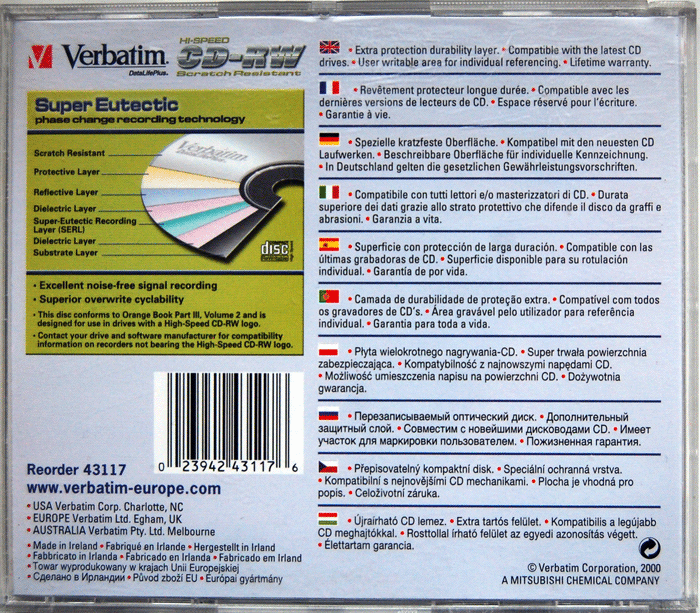 Verbatim
DataLifePlus
HI-SPEED
CD-RW
Scratch Resistant
Super Eutectic
phase change recording technology
Verbatim
Scratch Resistant
Protective Layer
Reflective Layer
Dielectric Layer
Super-Eutectic Recording
Layer (SERL)
Dielectric Layer
Substrate Layer
disc
• Excellent noise-free signal recording
• Superior overwrite cyclability
• This disc conforms to Orange Book Part III, Volume 2 and is
designed for use in drives with a High-Speed CD-RW logo.
• Contact your drive and software manufacturer for compatibility
information on recorders not bearing the High-Speed CD-RW logo.
0 23942 43117 6
Reorder 43117
www.verbatim-europe.com
• USA Verbatim Corp. Charlotte, NC
• EUROPE Verbatim Ltd. Egham, UK
• AUSTRALIA Verbatim Pty. Ltd. Melbourne
• Made in Ireland • Fabriqué en Irlande • Hergestellt in Irland
• Fabbricato in Irlanda • Fabricado en Irlanda • Fabricado em Irland
• Towar wyprodukowany w krajach Unii Europejskiej
• Сделано в Ирландии • Původ zboží EU • Európai gyártmány
• Extra protection durability layer. • Compatible with the latest CD
drives. • User writable area for individual referencing. • Lifetime warranty.
• Revêtement protecteur longue durée. • Compatible avec les
dernières versions de lecteurs de CD. • Espace réservé pour l'écriture.
• Garantie à vie.
• Spezielle kratzfeste Oberfläche. • Kompatibel mit den neuesten CD
Laufwerken. • Beschreibbare Oberfläche für individuelle Kennzeichnung.
• In Deutschland gelten die gesetzlichen Gewährleistungsvorschriften.
• Compatibile con tutti lettori e/o masterizzatori di CD. • Durata
superiore dei dati grazie allo strato protettivo che difende il disco da graffi e
abrasioni. • Garanzia a vita.
• Superficie con protección de larga duración. • Compatible con las
últimas grabadoras de CD. • Superficie disponible para su rotulación
individual. • Garantía de por vida.
• Camada de durabilidade de proteção extra. • Compatível com todos
os gravadores de CD's. • Área gravável pelo utilizador para referência
individual. • Garantia para toda a vida.
• Płyta wielokrotnego nagrywania-CD. • Super trwała powierzchnia
zabezpieczająca. • Kompatybilność z najnowszymi napędami CD.
• Możliwość umieszczenia napisu na powierzchni CD. • Dożywotnia
gwarancja.
• Перезаписываемый оптический диск. • Дополнительный
защитный слой. • Совместим с новейшими дисководами CD. • Имеет
участок для маркировки пользователем. • Пожизненная гарантия.
• Přepisovatelný kompaktní disk. • Speciální ochranná vrstva.
• Kompatibilní s nejnovějšími CD mechanikami. • Plocha je vhodná pro
popis. • Celoživotní záruka.
• Újraírható CD lemez. • Extra tartós felület. • Kompatibilis a legújabb
CD meghajtókkal. • Rosttollal írható felület az egyedi azonosítás végett.
• Élettartam garancia.
© Verbatim Corporation, 2000
A MITSUBISHI CHEMICAL COMPANY